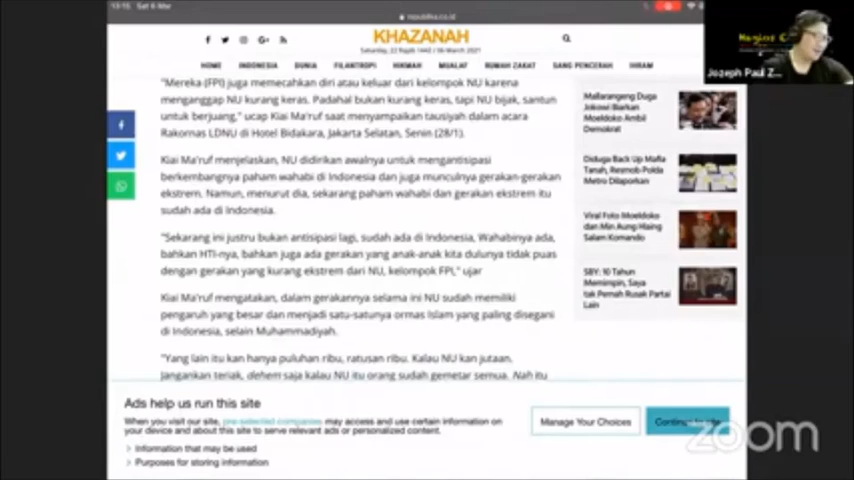 13:15 Sat 6 Mar
republika.co.id
KHAZANAH
Saturday, 22 Rajab 1442 / 06 March 2021
HOME INDONESIA DUNIA FILANTROPI HIKMAH MUALAF RUMAH ZAKAT SANG PENCERAH IHRAM
"Mereka (FPI) juga memecahkan diri atau keluar dari kelompok NU karena
menganggap NU kurang keras. Padahal bukan kurang keras, tapi NU bijak, santun
untuk berjuang," ucap Kiai Ma'ruf saat menyampaikan tausiyah dalam acara
Rakornas LDNU di Hotel Bidakara, Jakarta Selatan, Senin (28/1).
Kiai Ma'ruf menjelaskan, NU didirikan awalnya untuk mengantisipasi
berkembangnya paham wahabi di Indonesia dan juga munculnya gerakan-gerakan
ekstrem. Namun, menurut dia, sekarang paham wahabi dan gerakan ekstrem itu
sudah ada di Indonesia.
"Sekarang ini justru bukan antisipasi lagi, sudah ada di Indonesia, Wahabinya ada,
bahkan HTI-nya, bahkan juga ada gerakan yang anak-anak kita dulunya tidak puas
dengan gerakan yang kurang ekstrem dari NU, kelompok FPI," ujar
Kiai Ma'ruf mengatakan, dalam gerakannya selama ini NU sudah memiliki
pengaruh yang besar dan menjadi satu-satunya ormas Islam yang paling disegani
di Indonesia, selain Muhammadiyah.
"Yang lain itu kan hanya puluhan ribu, ratusan ribu. Kalau NU kan jutaan.
Jangankan teriak, dehem saja kalau NU itu orang sudah gemetar semua. Nah itu
Mallarangeng Duga
Jokowi Biarkan
Moeldoko Ambil
Demokrat
Diduga Back Up Mafia
Tanah, Resmob Polda
Metro Dilaporkan
Viral Foto Moeldoko
dan Min Aung Hlaing
Salam Komando
SBY: 10 Tahun
Memimpin, Saya
tak Pernah Rusak Partai
Lain
Jozeph Paul Z...
Ads help us run this site
When you visit our site, pre-selected companies may access and use certain information on
your device and about this site to serve relevant ads or personalized content.
Information that may be used
Purposes for storing information
Manage Your Choices
zoom